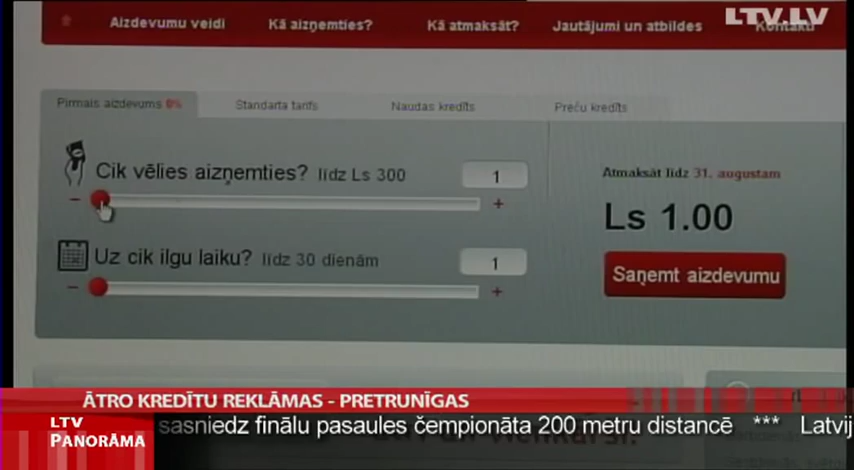 LTV.LV
Aizdevumu veidi Kā aizņemties? Kā atmaksāt? Jautājumi un atbildes Kontakti
Pirmais aizdevums 0% Standarta tarifs Naudas kredīts Preču kredīts
Cik vēlies aizņemties? līdz Ls 300 1
- +
Uz cik ilgu laiku? līdz 30 dienām 1
- +
Atmaksāt līdz 31. augustam
Ls 1.00
Saņemt aizdevumu
ĀTRO KREDĪTU REKLĀMAS - PRETRUNĪGAS
LTV
PANORĀMA
sasniedz finālu pasaules čempionāta 200 metru distancē *** Latvij